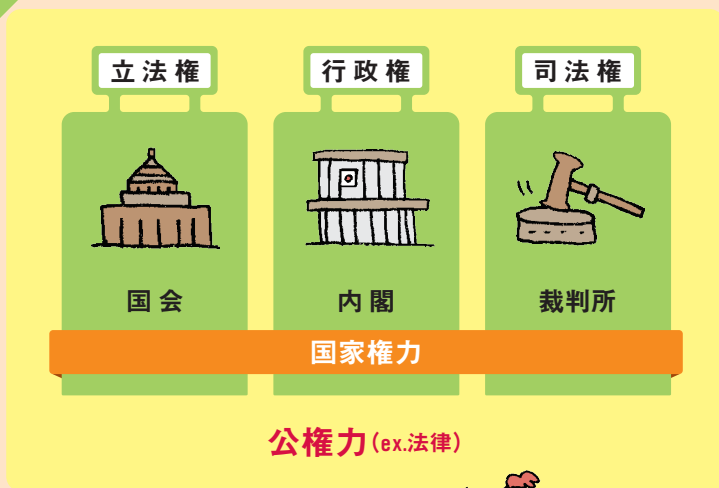 立法権
行政権
司法権
国会
内閣
裁判所
国家権力
公権力(ex.法律)